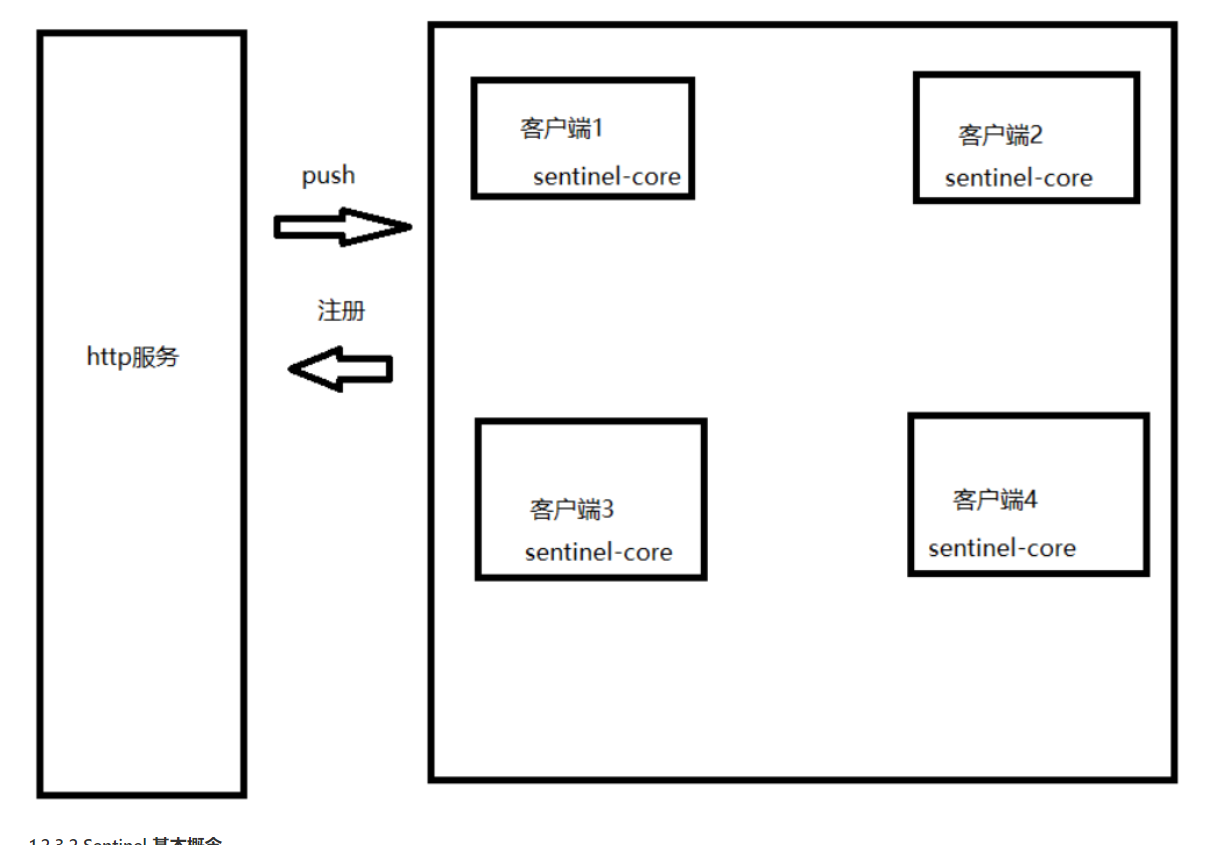 客户端1
sentinel-core
客户端2
sentinel-core
push
注册
http服务
客户端3
sentinel-core
客户端4
sentinel-core
1.2.3.2 Sentinel 基本概念